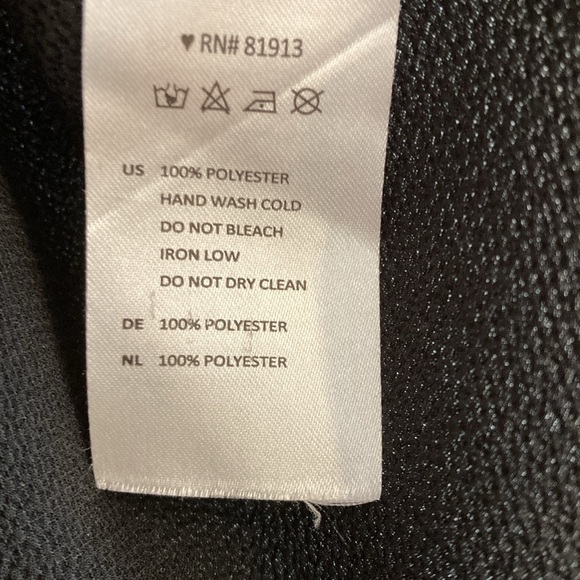 ♥ RN# 81913
US 100% POLYESTER
HAND WASH COLD
DO NOT BLEACH
IRON LOW
DO NOT DRY CLEAN
DE 100% POLYESTER
NL 100% POLYESTER